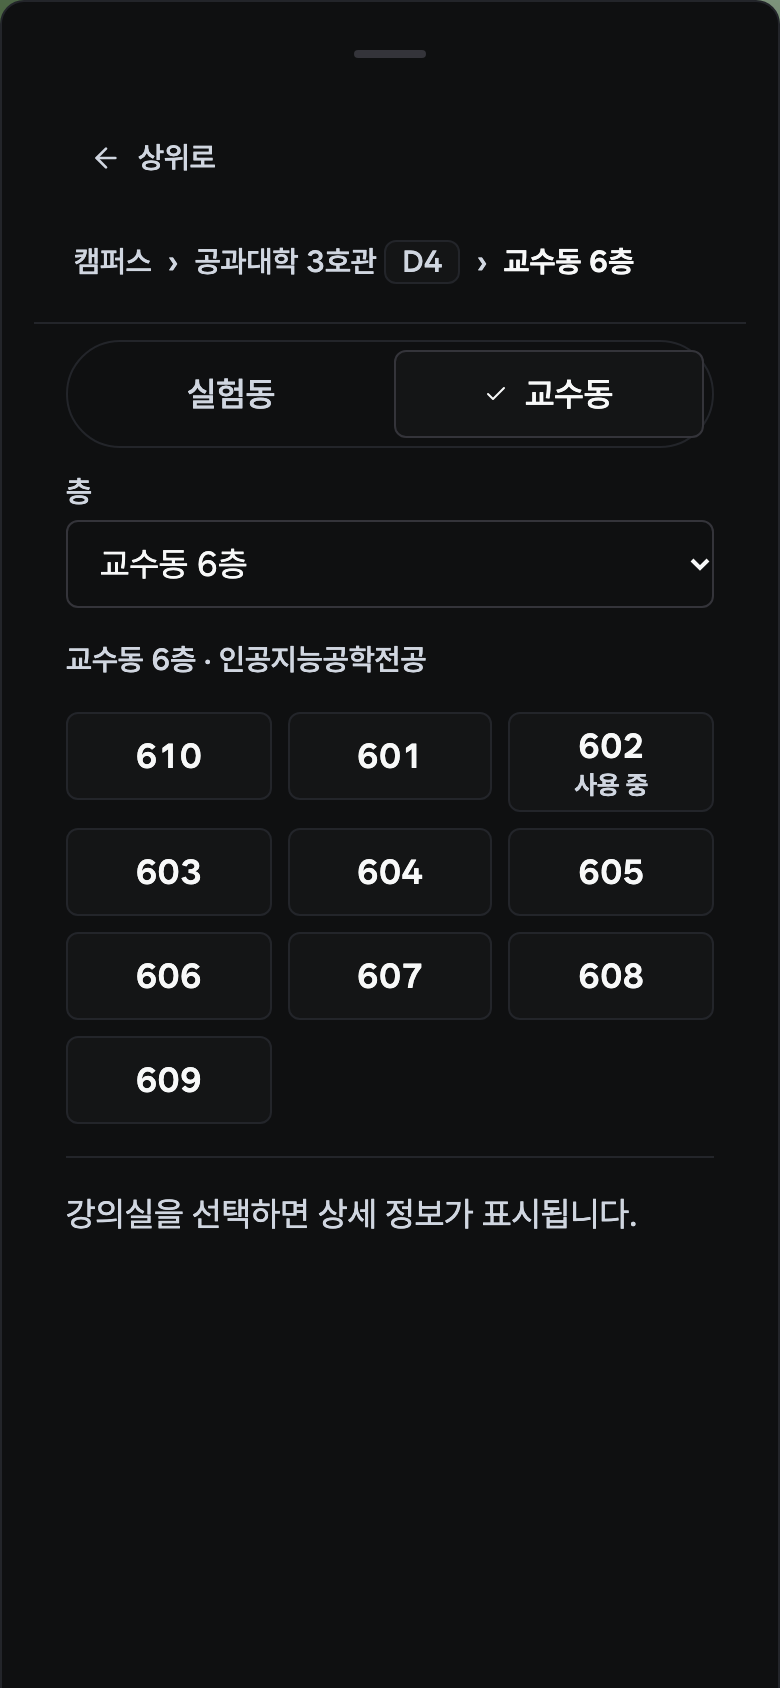 ← 상위로
캠퍼스 › 공과대학 3호관 D4 › 교수동 6층
실험동 ✓ 교수동
층
교수동 6층
교수동 6층 · 인공지능공학전공
610 601 602
사용 중
603 604 605
606 607 608
609
강의실을 선택하면 상세 정보가 표시됩니다.